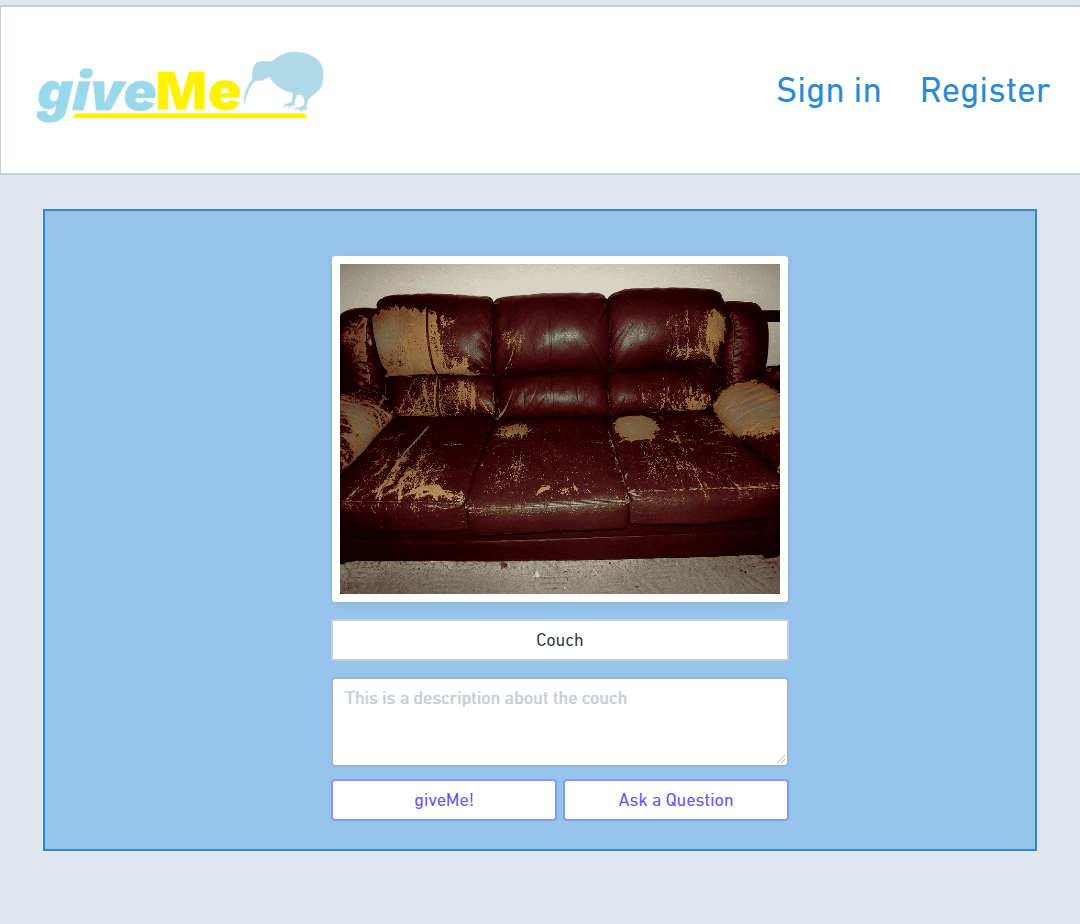 giveMe
Sign in Register
Couch
This is a description about the couch
giveMe! Ask a Question